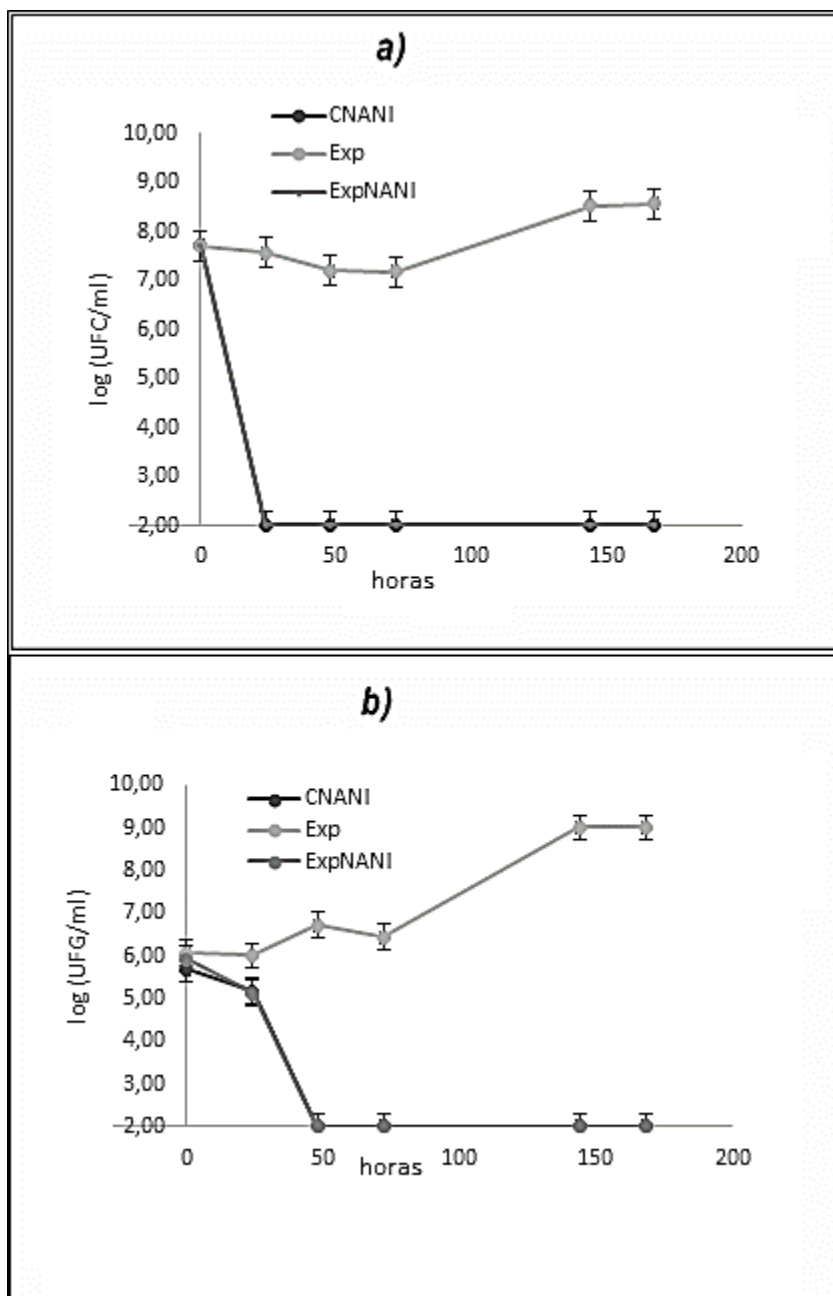 a)
CNANI
Exp
ExpNANI
10,00
9,00
8,00
7,00
6,00
5,00
4,00
3,00
2,00
log (UFC/ml)
0 50 100 150 200
horas
b)
CNANI
Exp
ExpNANI
10,00
9,00
8,00
7,00
6,00
5,00
4,00
3,00
2,00
log (UFG/ml)
0 50 100 150 200
horas